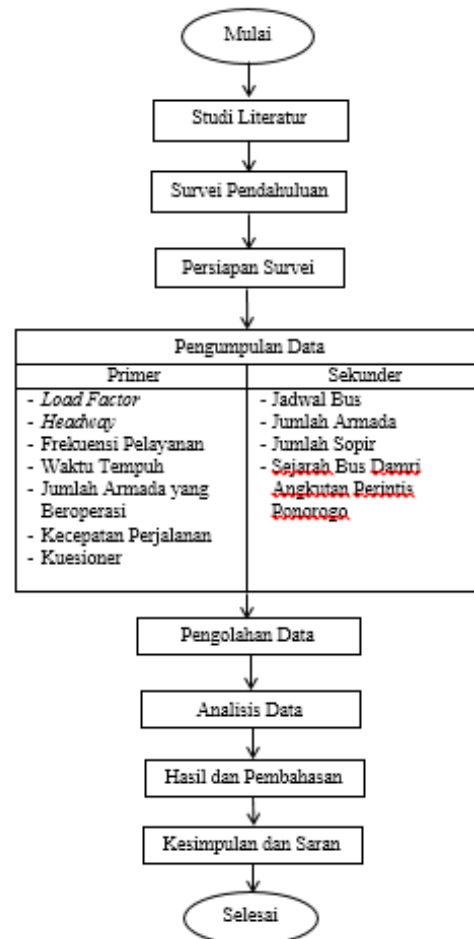 Mulai
Studi Literatur
Survei Pendahuluan
Persiapan Survei
Pengumpulan Data
Primer
- Load Factor
- Headway
- Frekuensi Pelayanan
- Waktu Tempuh
- Jumlah Armada yang
Beroperasi
- Kecepatan Perjalanan
- Kuesioner
Sekunder
- Jadwal Bus
- Jumlah Armada
- Jumlah Sopir
- Sejarah Bus Damri
Angkutan Perintis
Ponorogo
Pengolahan Data
Analisis Data
Hasil dan Pembahasan
Kesimpulan dan Saran
Selesai